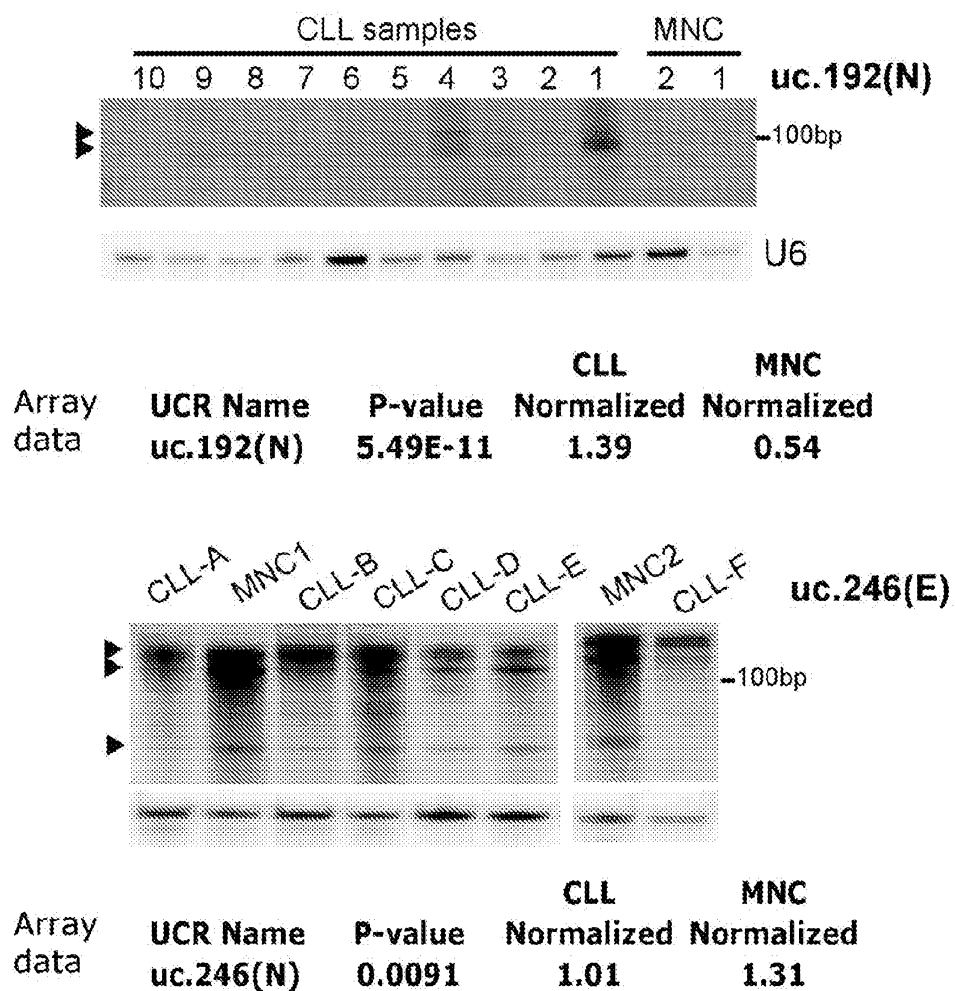 CLL samples MNC
10 9 8 7 6 5 4 3 2 1 2 1 uc.192(N)
-100bp
U6
CLL MNC
Array UCR Name P-value Normalized Normalized
data uc.192(N) 5.49E-11 1.39 0.54
CLL-A MNC1 CLL-B CLL-C CLL-D CLL-E MNC2 CLL-F uc.246(E)
-100bp
CLL MNC
Array UCR Name P-value Normalized Normalized
data uc.246(N) 0.0091 1.01 1.31